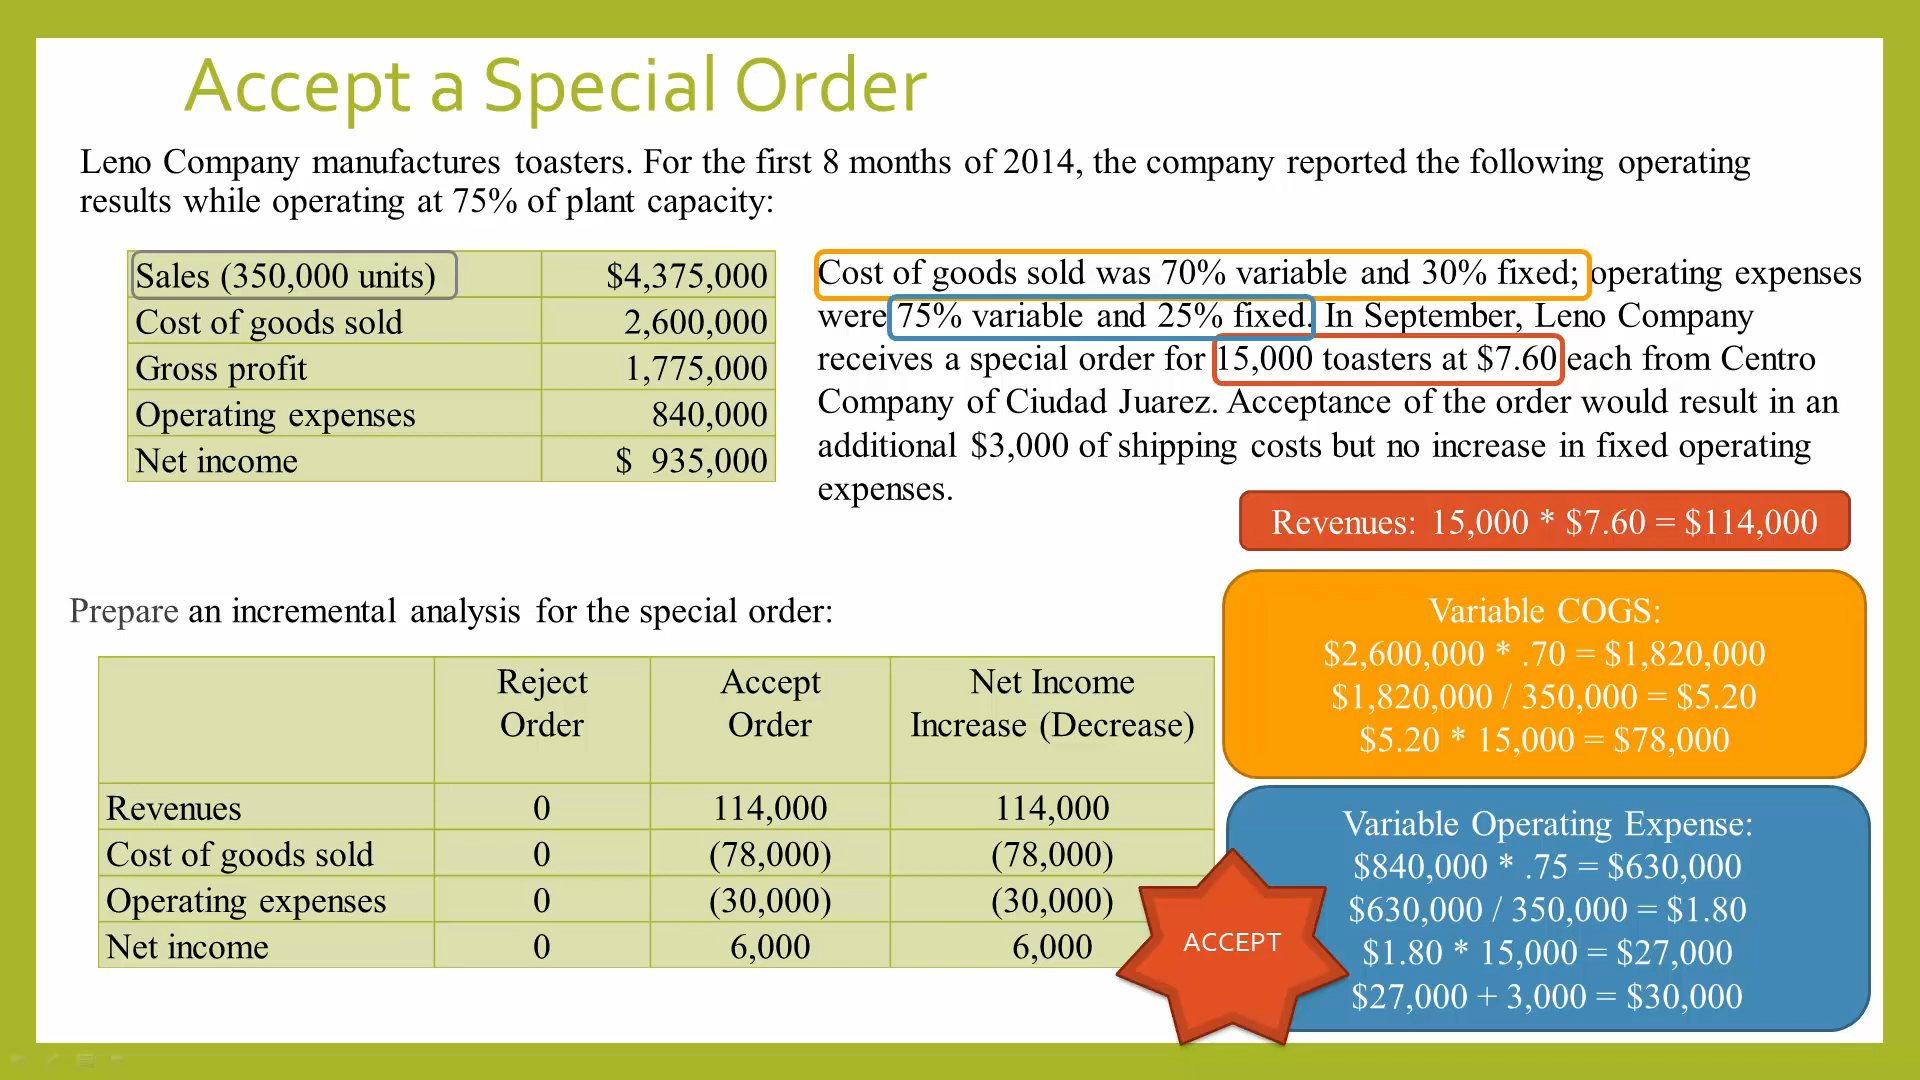 Accept a Special Order
Leno Company manufactures toasters. For the first 8 months of 2014, the company reported the following operating
results while operating at 75% of plant capacity:
Sales (350,000 units) $4,375,000
Cost of goods sold 2,600,000
Gross profit 1,775,000
Operating expenses 840,000
Net income $ 935,000
Cost of goods sold was 70% variable and 30% fixed; operating expenses
were 75% variable and 25% fixed. In September, Leno Company
receives a special order for 15,000 toasters at $7.60 each from Centro
Company of Ciudad Juarez. Acceptance of the order would result in an
additional $3,000 of shipping costs but no increase in fixed operating
expenses.
Revenues: 15,000 * $7.60 = $114,000
Variable COGS:
$2,600,000 * .70 = $1,820,000
$1,820,000 / 350,000 = $5.20
$5.20 * 15,000 = $78,000
Variable Operating Expense:
$840,000 * .75 = $630,000
$630,000 / 350,000 = $1.80
$1.80 * 15,000 = $27,000
$27,000 + 3,000 = $30,000
Prepare an incremental analysis for the special order:
Reject Accept Net Income
Order Order Increase (Decrease)
Revenues 0 114,000 114,000
Cost of goods sold 0 (78,000) (78,000)
Operating expenses 0 (30,000) (30,000)
Net income 0 6,000 6,000
ACCEPT